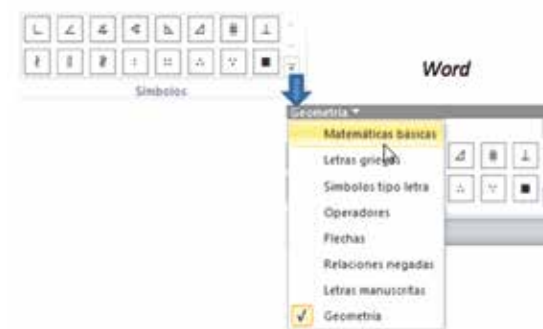 Símbolos
Word
Geometría
Matemáticas básicas
Letras griegas
Símbolos tipo letra
Operadores
Flechas
Relaciones negadas
Letras manuscritas
Geometría